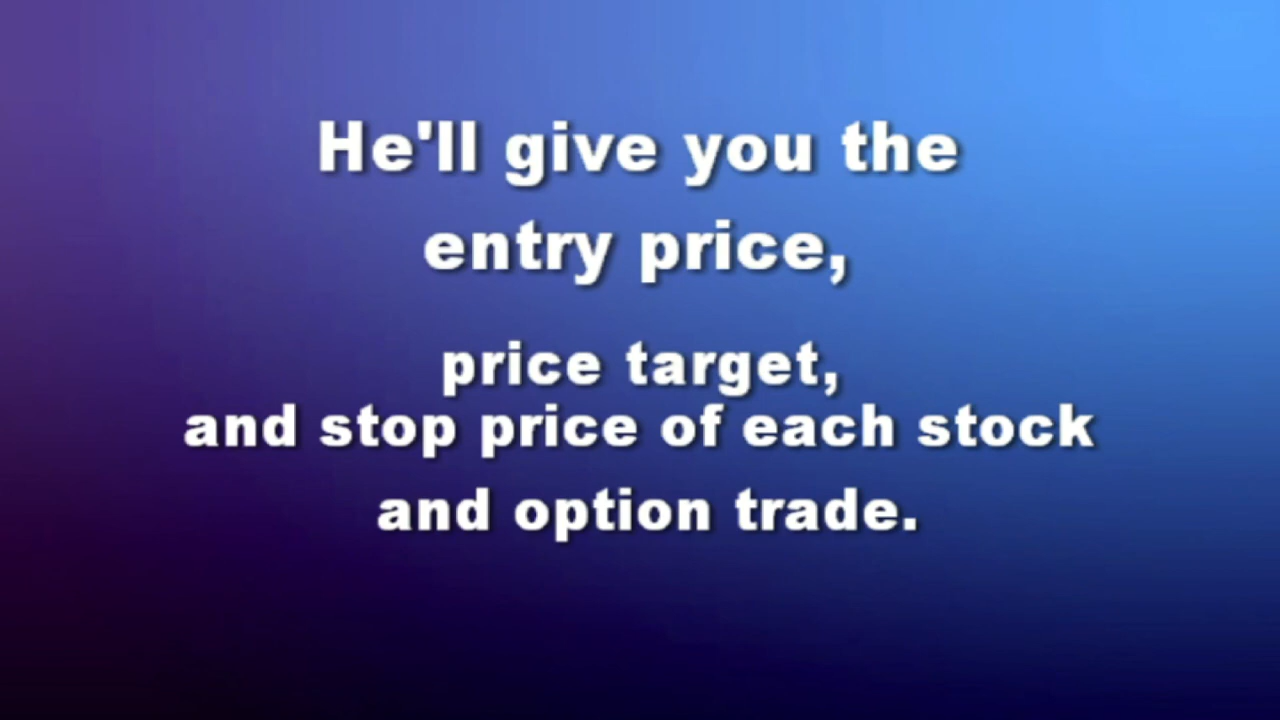 He'll give you the
entry price,
price target,
and stop price of each stock
and option trade.